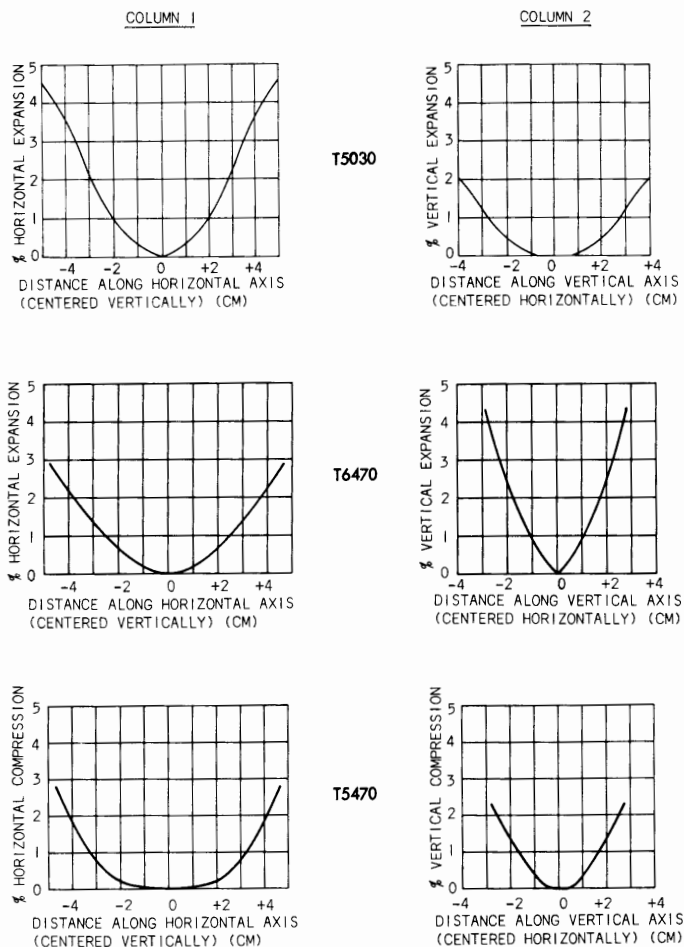 COLUMN 1
COLUMN 2
% HORIZONTAL EXPANSION
5
4
3
2
1
0
-4 -2 0 +2 +4
DISTANCE ALONG HORIZONTAL AXIS
(CENTERED VERTICALLY) (CM)
T5030
% VERTICAL EXPANSION
5
4
3
2
1
0
-4 -2 0 +2 +4
DISTANCE ALONG VERTICAL AXIS
(CENTERED HORIZONTALLY) (CM)
% HORIZONTAL EXPANSION
5
4
3
2
1
0
-4 -2 0 +2 +4
DISTANCE ALONG HORIZONTAL AXIS
(CENTERED VERTICALLY) (CM)
T6470
% VERTICAL EXPANSION
5
4
3
2
1
0
-4 -2 0 +2 +4
DISTANCE ALONG VERTICAL AXIS
(CENTERED HORIZONTALLY) (CM)
% HORIZONTAL COMPRESSION
5
4
3
2
1
0
-4 -2 0 +2 +4
DISTANCE ALONG HORIZONTAL AXIS
(CENTERED VERTICALLY) (CM)
T5470
% VERTICAL COMPRESSION
5
4
3
2
1
0
-4 -2 0 +2 +4
DISTANCE ALONG VERTICAL AXIS
(CENTERED HORIZONTALLY) (CM)